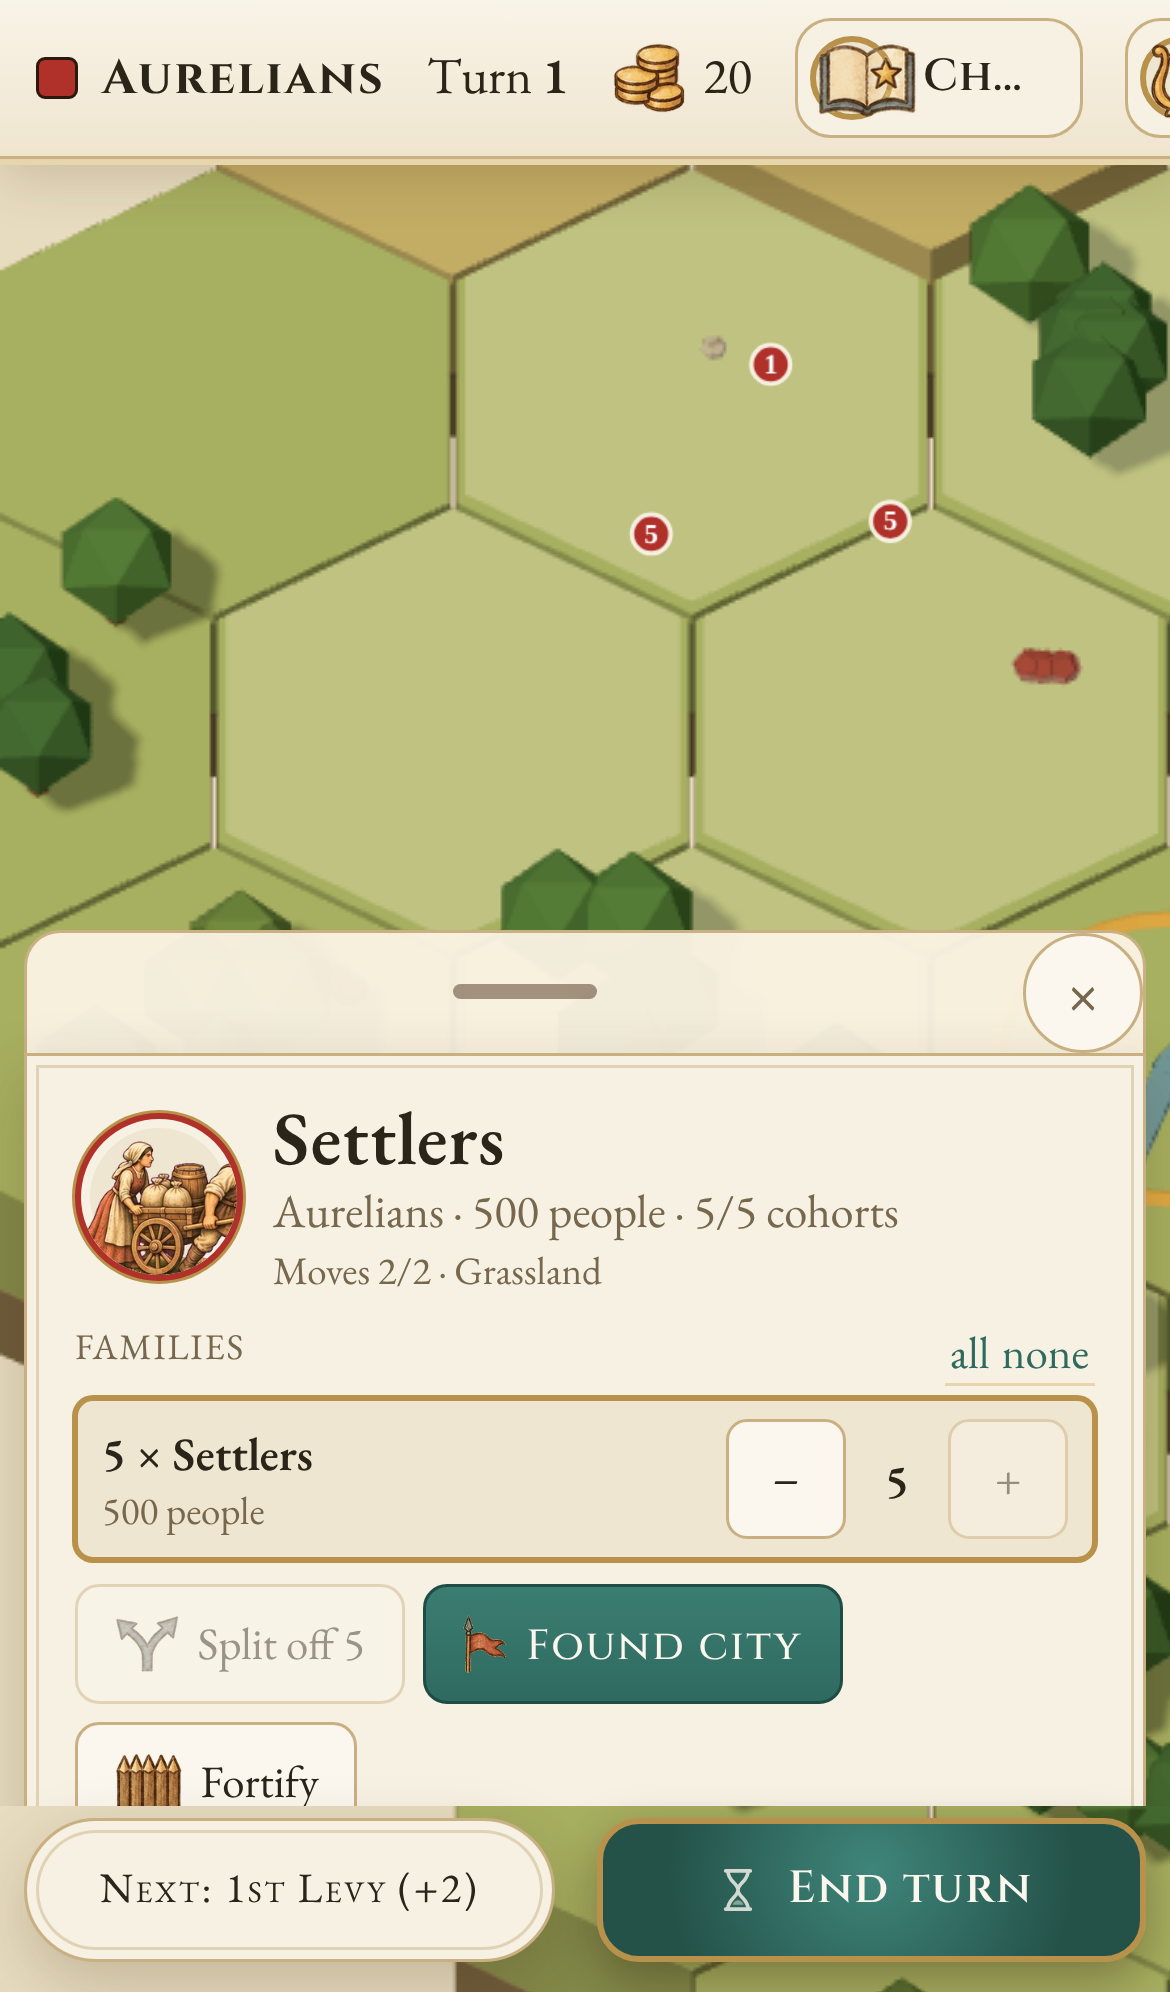 AURELIANS Turn 1 20 CH...
1
5 5
×
Settlers
Aurelians · 500 people · 5/5 cohorts
Moves 2/2 · Grassland
FAMILIES all none
5 × Settlers
500 people
− 5 +
Split off 5 FOUND CITY
Fortify
NEXT: 1ST LEVY (+2) END TURN